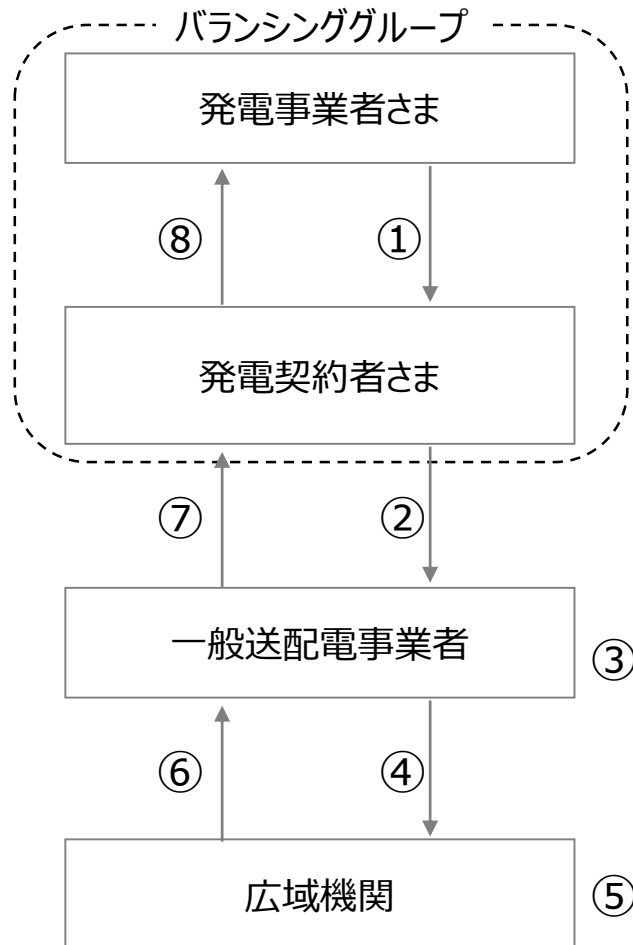 バランシンググループ
発電事業者さま
⑧ ①
発電契約者さま
⑦ ②
一般送配電事業者
③
⑥ ④
広域機関
⑤